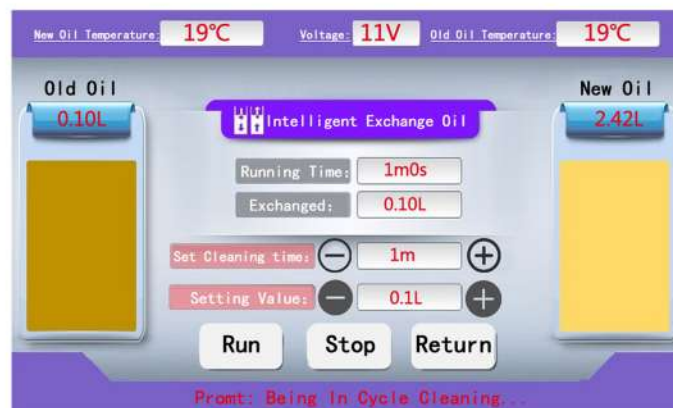 New Oil Temperature: 19℃ Voltage: 11V Old Oil Temperature: 19℃
Old Oil
New Oil
0.10L
2.42L
Intelligent Exchange Oil
Running Time: 1m0s
Exchanged: 0.10L
Set Cleaning time: 1m
Setting Value: 0.1L
Run Stop Return
Promt: Being In Cycle Cleaning...